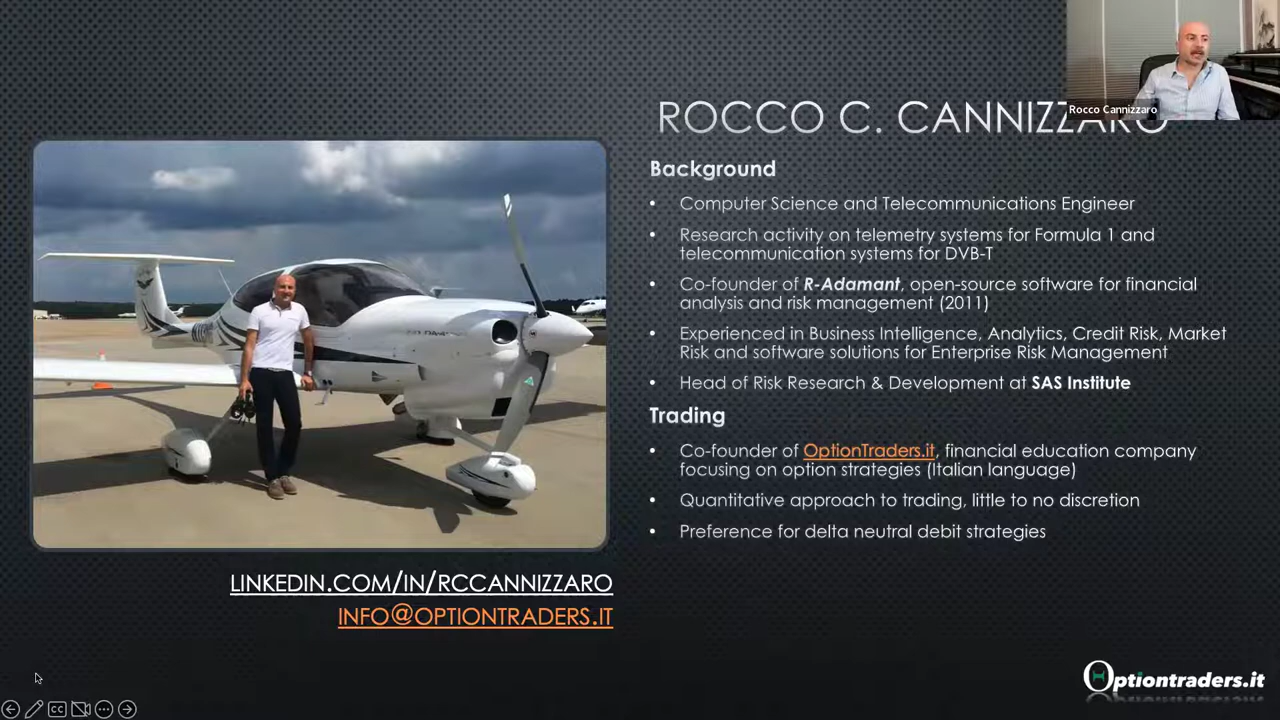 Rocco Cannizzaro
ROCCO C. CANNIZZARO
Background
• Computer Science and Telecommunications Engineer
• Research activity on telemetry systems for Formula 1 and
telecommunication systems for DVB-T
• Co-founder of R-Adamant, open-source software for financial
analysis and risk management (2011)
• Experienced in Business Intelligence, Analytics, Credit Risk, Market
Risk and software solutions for Enterprise Risk Management
• Head of Risk Research & Development at SAS Institute
Trading
• Co-founder of OptionTraders.it, financial education company
focusing on option strategies (Italian language)
• Quantitative approach to trading, little to no discretion
• Preference for delta neutral debit strategies
LINKEDIN.COM/IN/RCCANNIZZARO
INFO@OPTIONTRADERS.IT
Optiontraders.it
CC